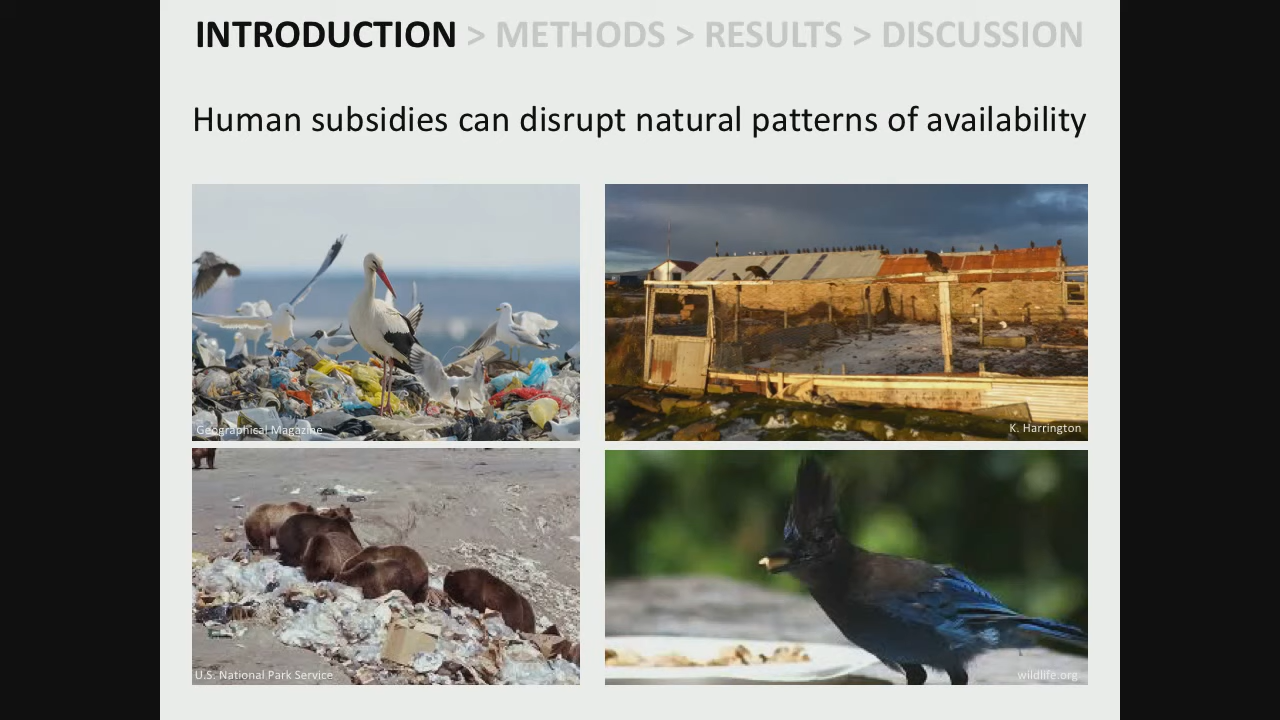 INTRODUCTION > METHODS > RESULTS > DISCUSSION
Human subsidies can disrupt natural patterns of availability
Geographical Magazine
K. Harrington
U.S. National Park Service
wildlife.org